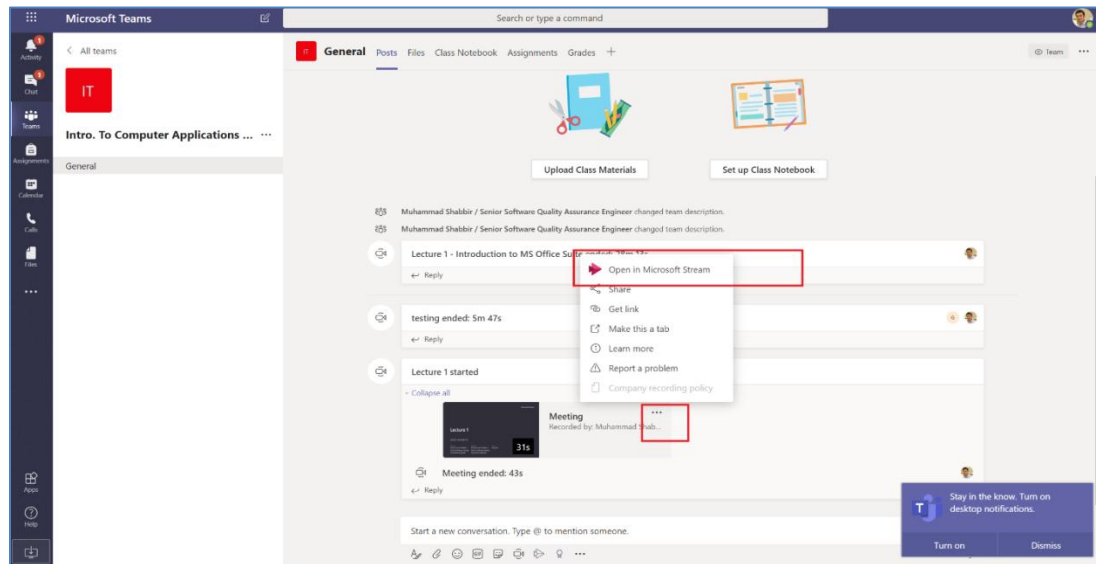 Microsoft Teams
Search or type a command
1
Activity
1
Chat
Teams
Assignments
Calendar
Calls
Files
Apps
Help
All teams
IT
Intro. To Computer Applications ...
General
IT
General Posts Files Class Notebook Assignments Grades
Team
Upload Class Materials
Set up Class Notebook
Muhammad Shabbir / Senior Software Quality Assurance Engineer changed team description.
Muhammad Shabbir / Senior Software Quality Assurance Engineer changed team description.
Lecture 1 - Introduction to MS Office Suite ended: 28m 13s
Reply
Open in Microsoft Stream
Share
Get link
Make this a tab
Learn more
Report a problem
Company recording policy
testing ended: 5m 47s
Reply
Lecture 1 started
Collapse all
Lecture 1
31s
Meeting
Recorded by: Muhammad Shab...
Meeting ended: 43s
Reply
Start a new conversation. Type @ to mention someone.
Stay in the know. Turn on
desktop notifications.
Turn on
Dismiss